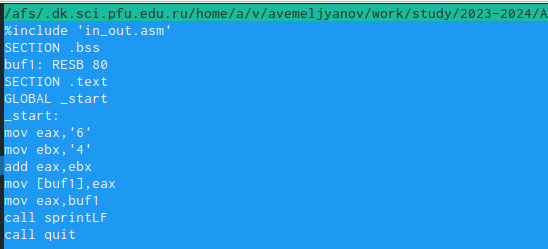 /afs/.dk.sci.pfu.edu.ru/home/a/v/avemeljyanov/work/study/2023-2024/А
%include 'in_out.asm'
SECTION .bss
buf1: RESB 80
SECTION .text
GLOBAL _start
_start:
mov eax,'6'
mov ebx,'4'
add eax,ebx
mov [buf1],eax
mov eax,buf1
call sprintLF
call quit